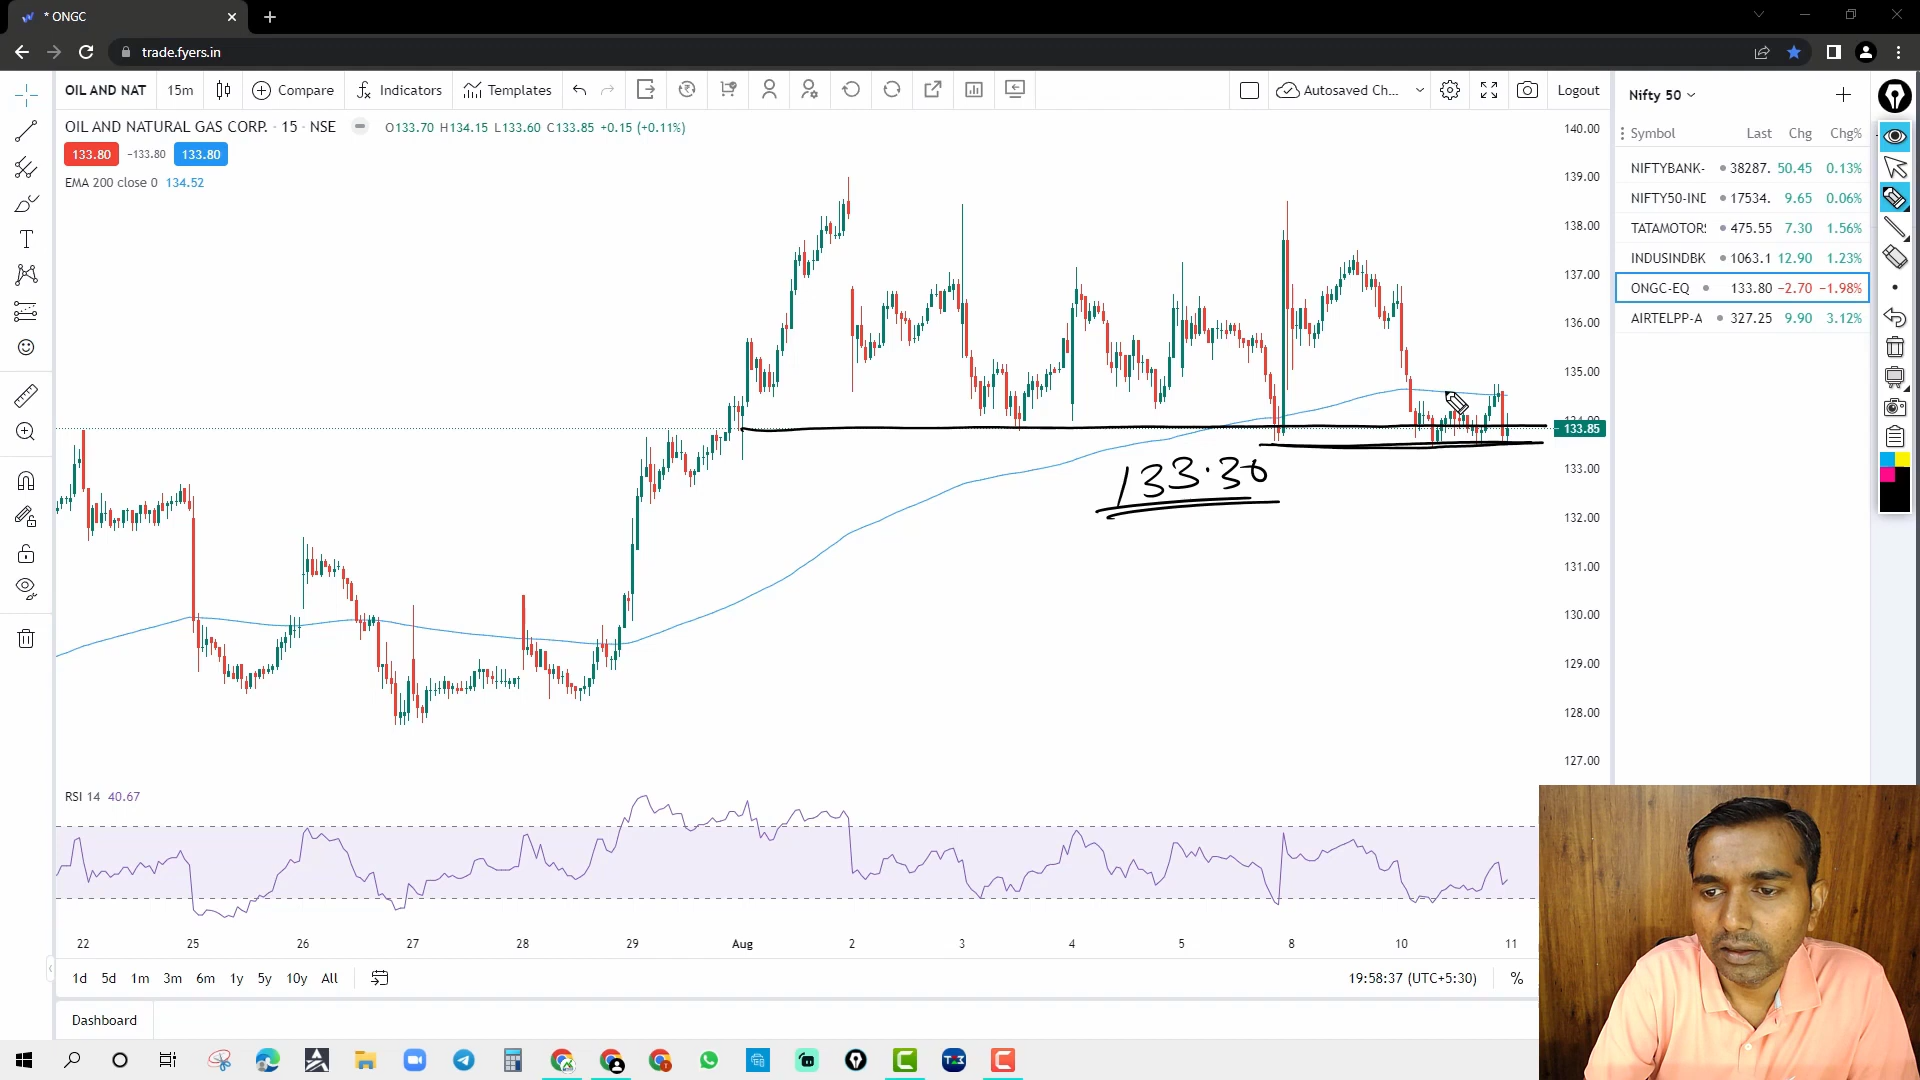 * ONGC
trade.fyers.in
OIL AND NAT 15m Compare Indicators Templates Autosaved Ch... Logout
OIL AND NATURAL GAS CORP. · 15 · NSE O133.70 H134.15 L133.60 C133.85 +0.15 (+0.11%)
133.80 −133.80 133.80
EMA 200 close 0 134.52
140.00
139.00
138.00
137.00
136.00
135.00
134.00
133.85
133.00
132.00
131.00
130.00
129.00
128.00
127.00
133.30
RSI 14 40.67
22 25 26 27 28 29 Aug 2 3 4 5 8 10 11
1d 5d 1m 3m 6m 1y 5y 10y All 19:58:37 (UTC+5:30) %
Dashboard
Nifty 50
Symbol Last Chg Chg%
NIFTYBANK- 38287. 50.45 0.13%
NIFTY50-IND 17534. 9.65 0.06%
TATAMOTORS 475.55 7.30 1.56%
INDUSINDBK 1063.1 12.90 1.23%
ONGC-EQ 133.80 −2.70 −1.98%
AIRTELPP-A 327.25 9.90 3.12%